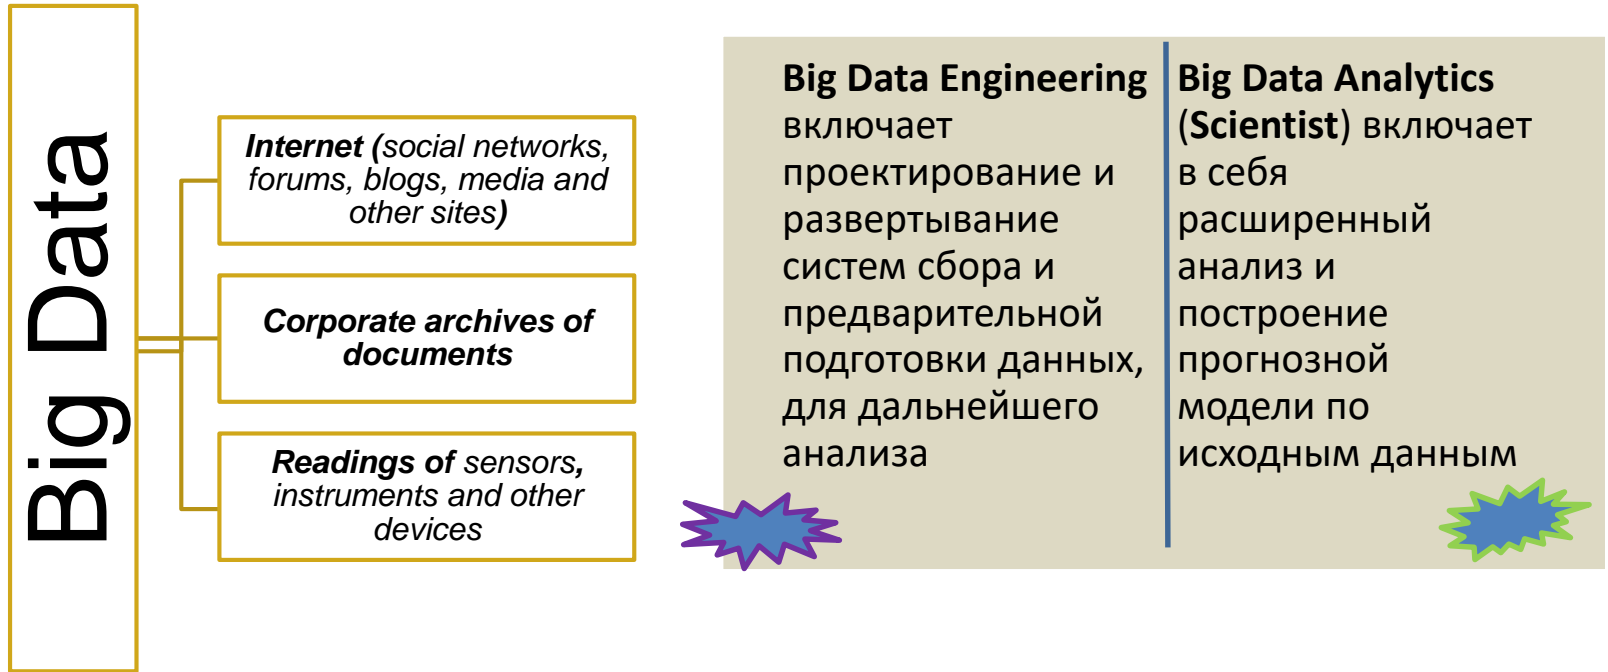 Big Data
Internet (social networks,
forums, blogs, media and
other sites)
Corporate archives of
documents
Readings of sensors,
instruments and other
devices
Big Data Engineering
включает
проектирование и
развертывание
систем сбора и
предварительной
подготовки данных,
для дальнейшего
анализа
Big Data Analytics
(Scientist) включает
в себя
расширенный
анализ и
построение
прогнозной
модели по
исходным данным